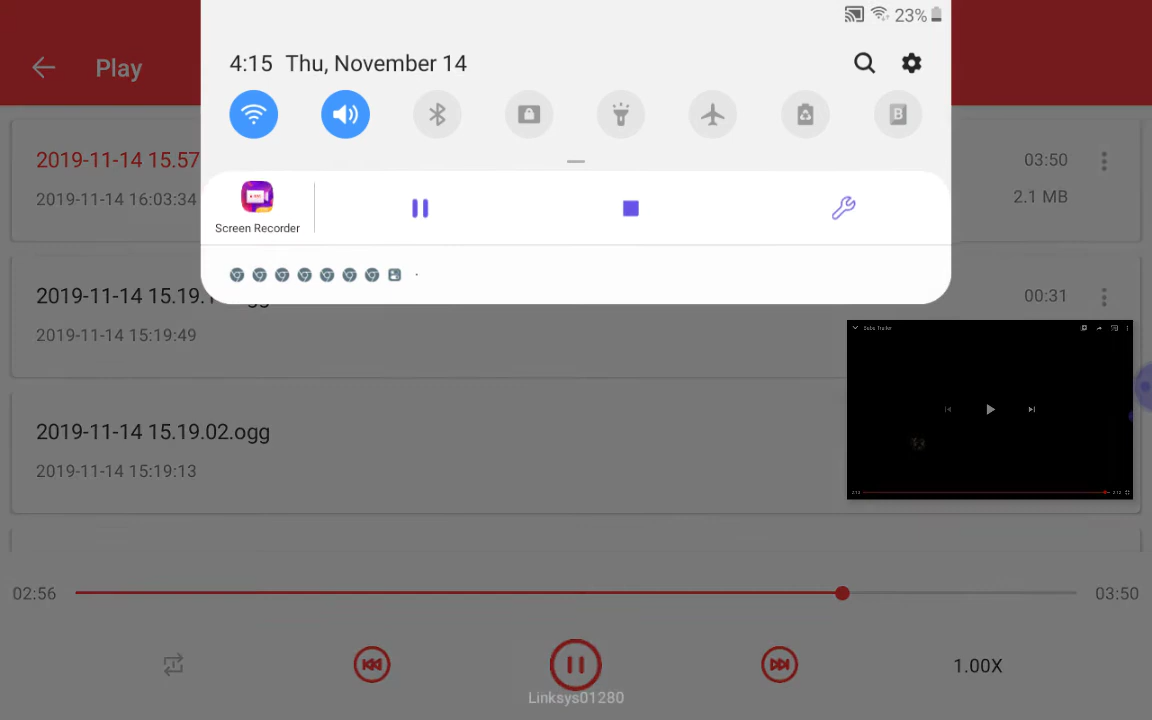 23%
4:15 Thu, November 14
Play
Screen Recorder
2019-11-14 15.57
03:50
2019-11-14 16:03:34
2.1 MB
2019-11-14 15.19.1
00:31
2019-11-14 15:19:49
2019-11-14 15.19.02.ogg
2019-11-14 15:19:13
02:56
03:50
1.00X
Linksys01280